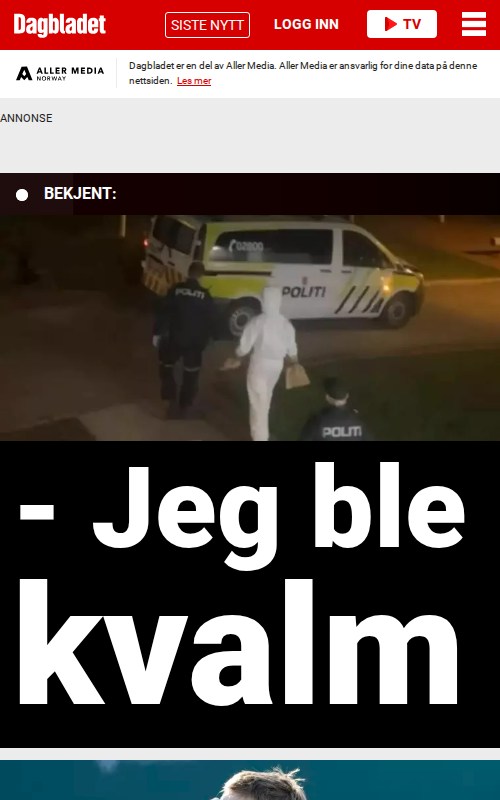 Dagbladet
SISTE NYTT
LOGG INN
TV
ALLER MEDIA
NORWAY
Dagbladet er en del av Aller Media. Aller Media er ansvarlig for dine data på denne
nettsiden. Les mer
ANNONSE
BEKJENT:
02800
POLITI
POLITI
POLITI
- Jeg ble
kvalm